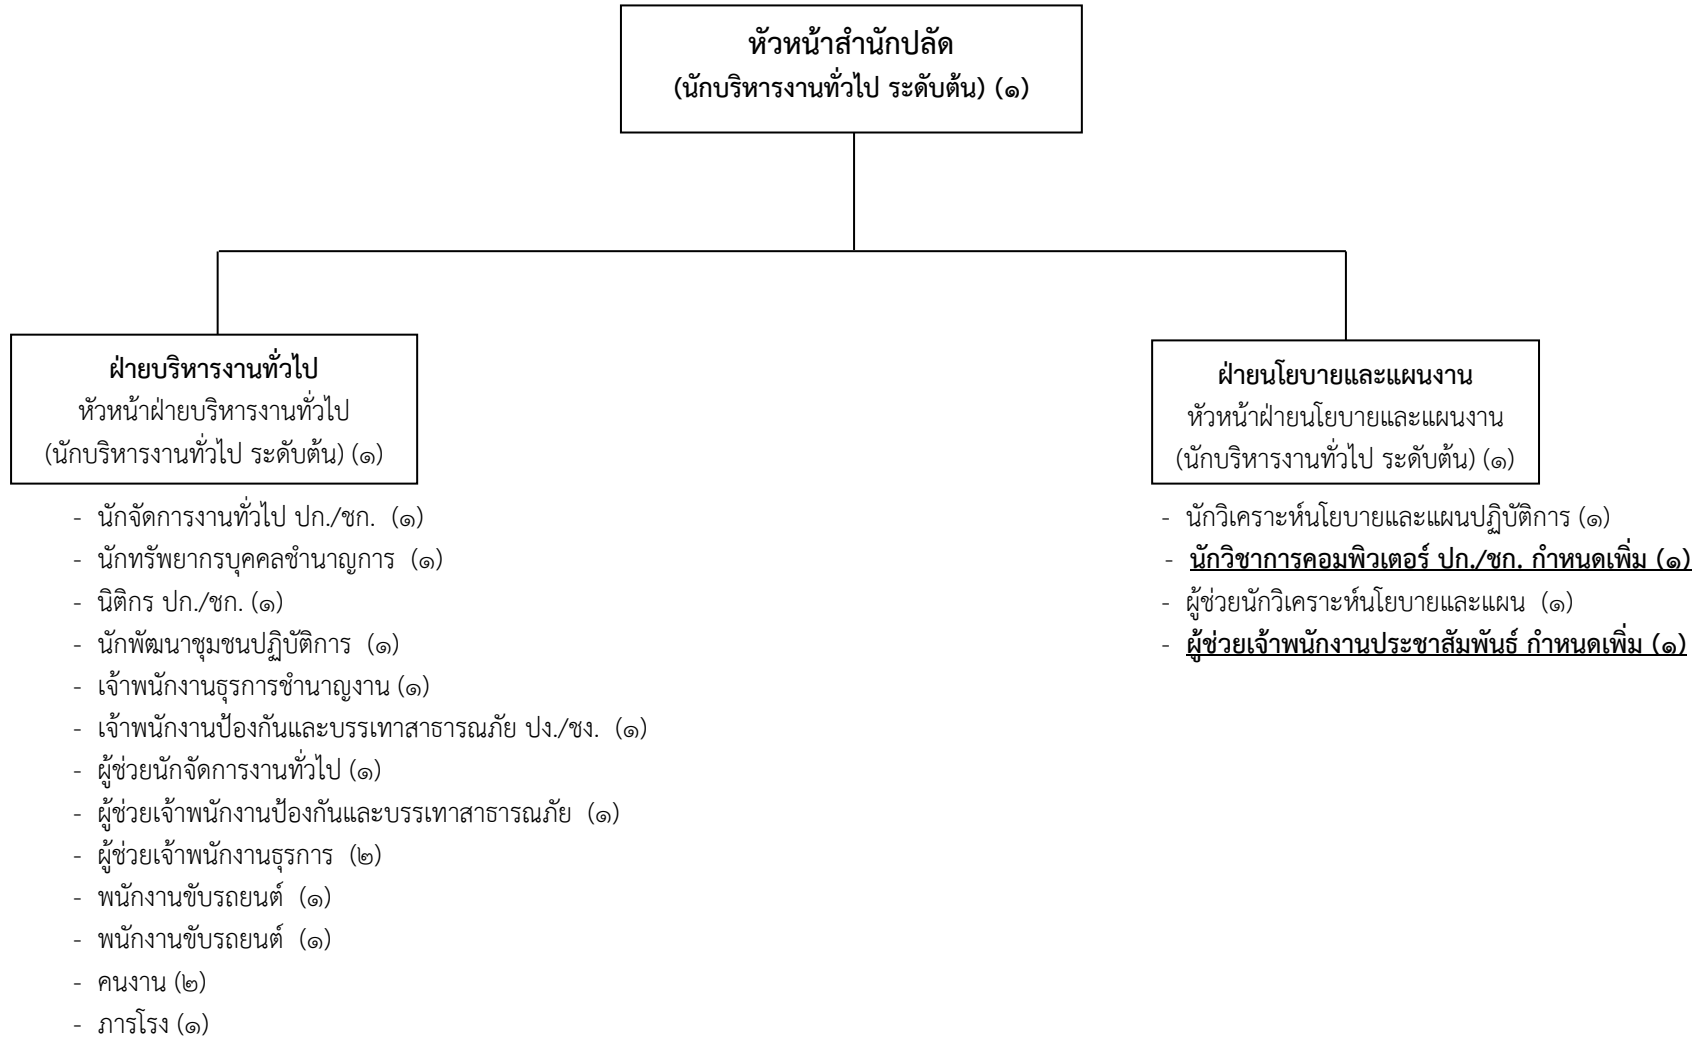 หัวหน้าสำนักปลัด
(นักบริหารงานทั่วไป ระดับต้น) (๑)
ฝ่ายบริหารงานทั่วไป
หัวหน้าฝ่ายบริหารงานทั่วไป
(นักบริหารงานทั่วไป ระดับต้น) (๑)
- นักจัดการงานทั่วไป ปก./ชก. (๑)
- นักทรัพยากรบุคคลชำนาญการ (๑)
- นิติกร ปก./ชก. (๑)
- นักพัฒนาชุมชนปฏิบัติการ (๑)
- เจ้าพนักงานธุรการชำนาญงาน (๑)
- เจ้าพนักงานป้องกันและบรรเทาสาธารณภัย ปง./ชง. (๑)
- ผู้ช่วยนักจัดการงานทั่วไป (๑)
- ผู้ช่วยเจ้าพนักงานป้องกันและบรรเทาสาธารณภัย (๑)
- ผู้ช่วยเจ้าพนักงานธุรการ (๒)
- พนักงานขับรถยนต์ (๑)
- พนักงานขับรถยนต์ (๑)
- คนงาน (๒)
- ภารโรง (๑)
ฝ่ายนโยบายและแผนงาน
หัวหน้าฝ่ายนโยบายและแผนงาน
(นักบริหารงานทั่วไป ระดับต้น) (๑)
- นักวิเคราะห์นโยบายและแผนปฏิบัติการ (๑)
- นักวิชาการคอมพิวเตอร์ ปก./ชก. กำหนดเพิ่ม (๑)
- ผู้ช่วยนักวิเคราะห์นโยบายและแผน (๑)
- ผู้ช่วยเจ้าพนักงานประชาสัมพันธ์ กำหนดเพิ่ม (๑)